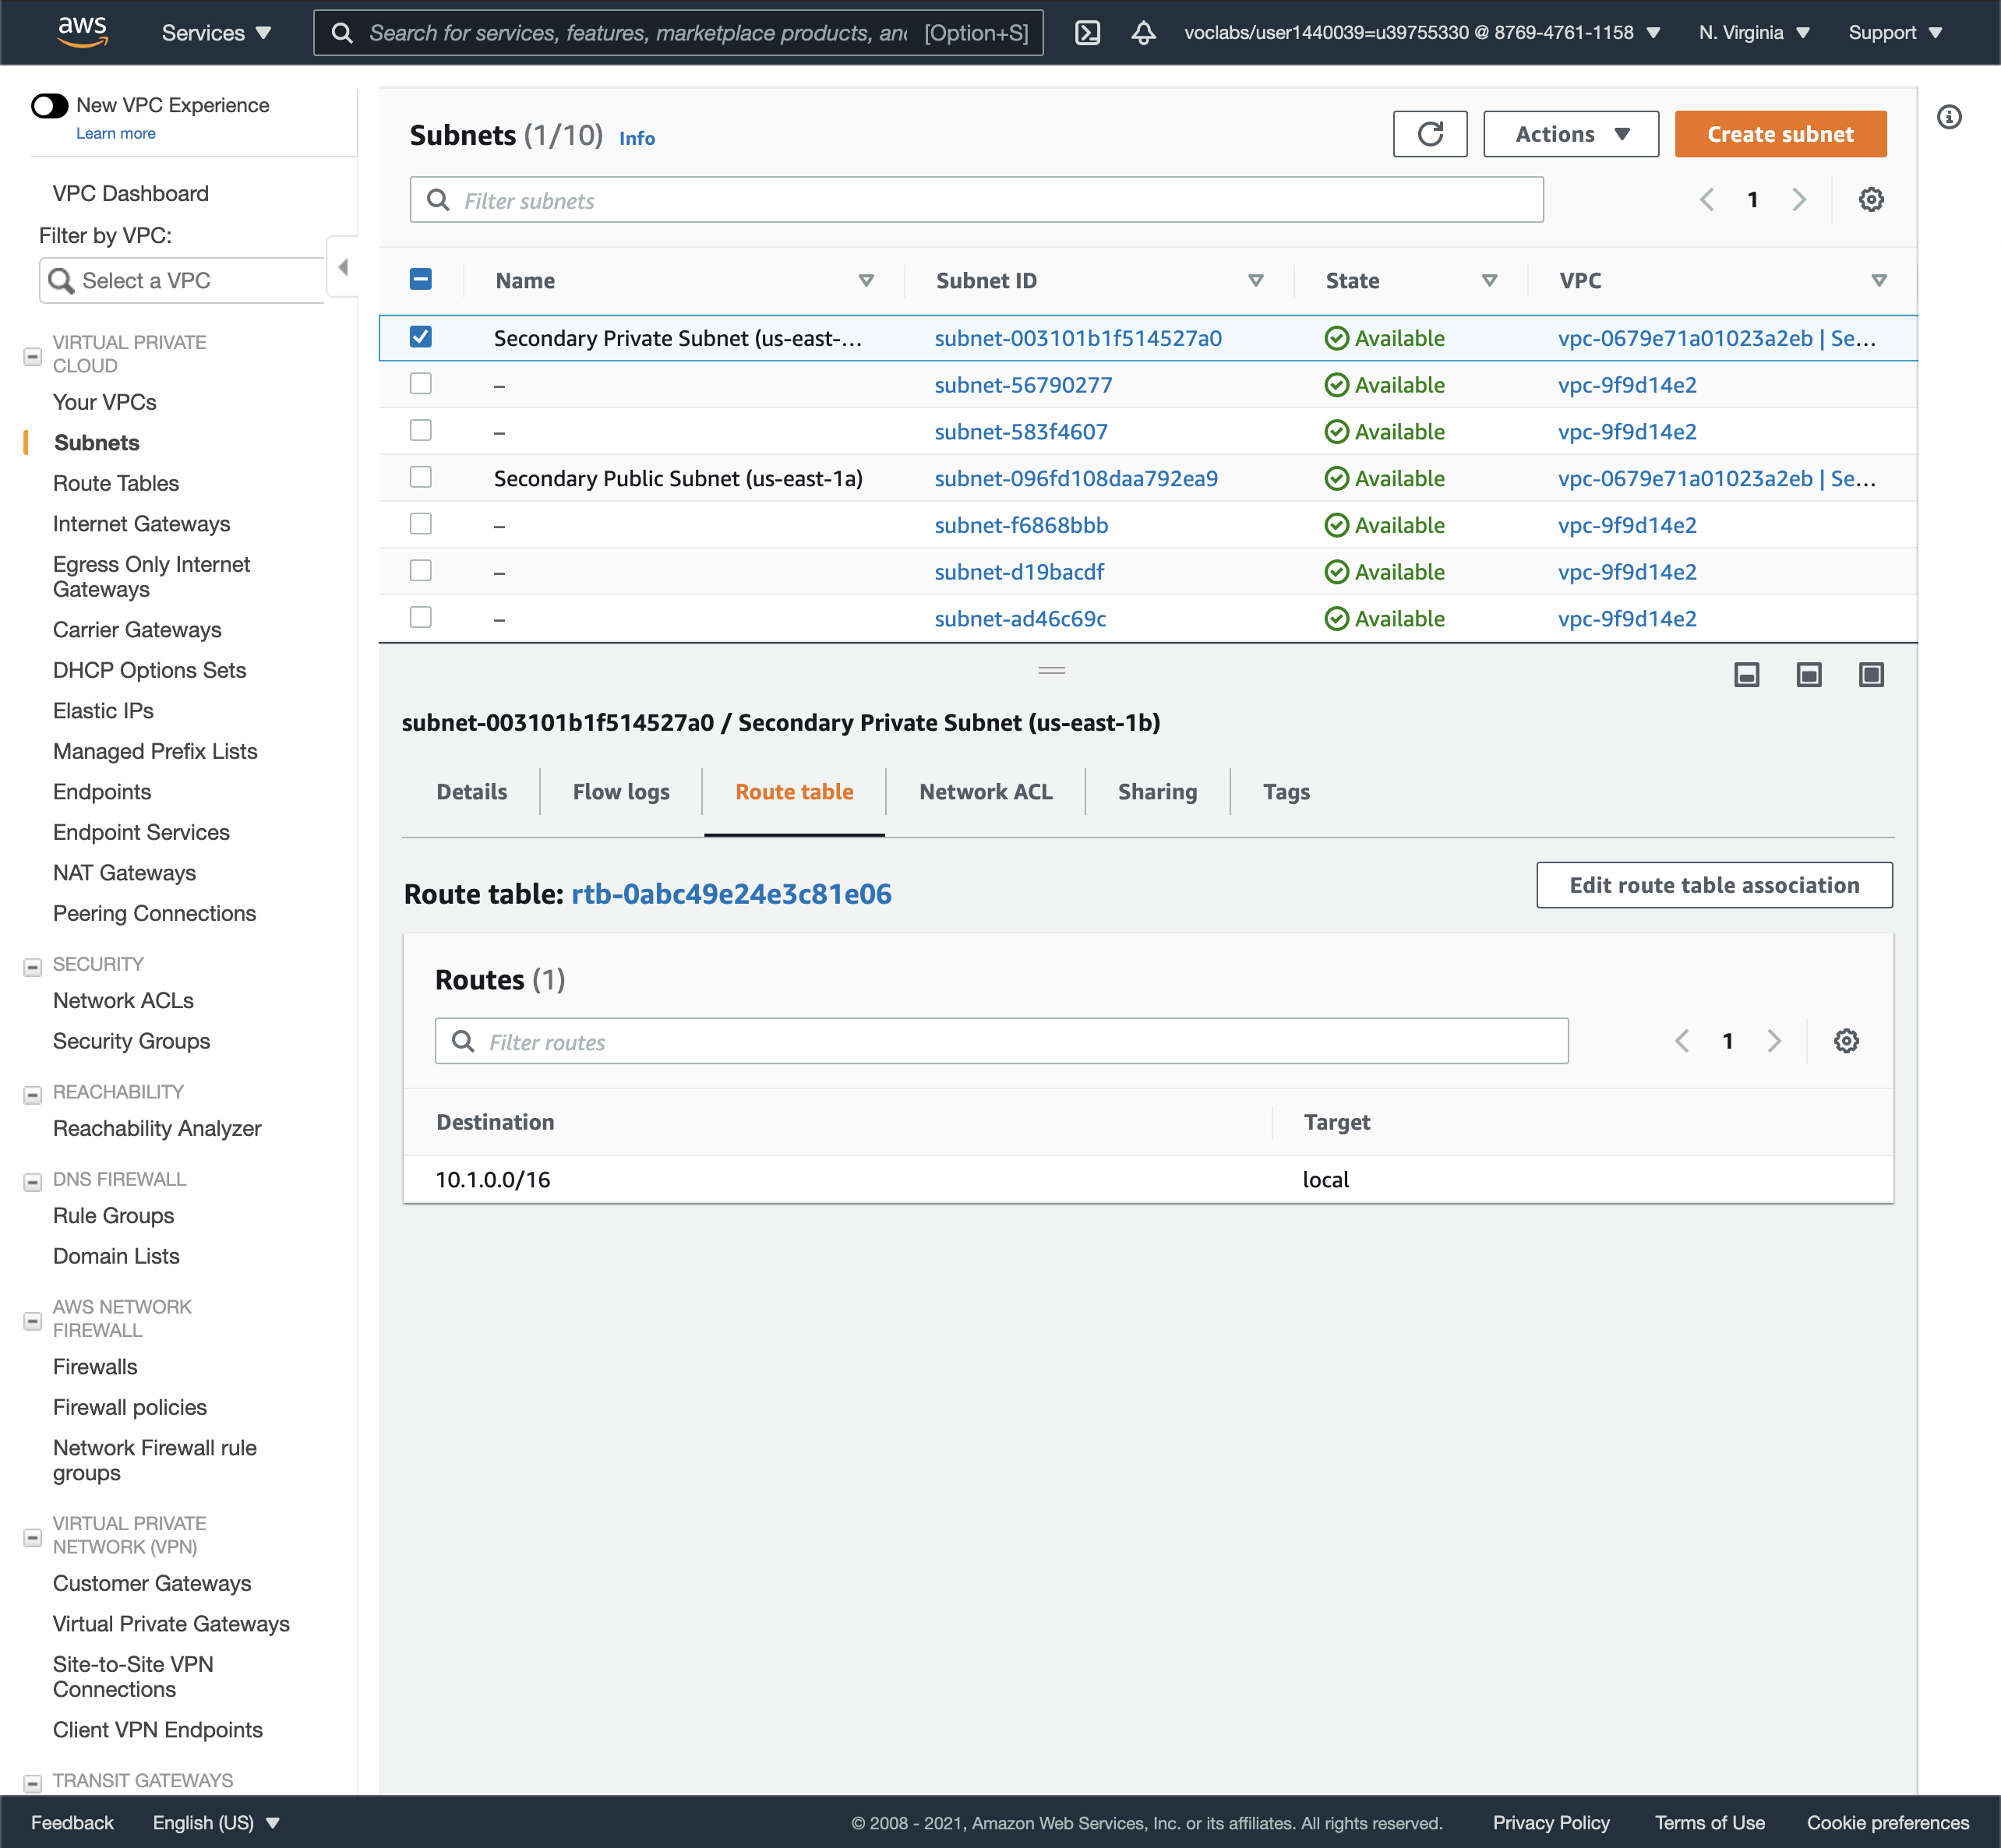 aws
Services
Search for services, features, marketplace products, and [Option+S]
voclabs/user1440039=u39755330 @ 8769-4761-1158
N. Virginia
Support
New VPC Experience
Learn more
VPC Dashboard
Filter by VPC:
Select a VPC
VIRTUAL PRIVATE
CLOUD
Your VPCs
Subnets
Route Tables
Internet Gateways
Egress Only Internet
Gateways
Carrier Gateways
DHCP Options Sets
Elastic IPs
Managed Prefix Lists
Endpoints
Endpoint Services
NAT Gateways
Peering Connections
SECURITY
Network ACLs
Security Groups
REACHABILITY
Reachability Analyzer
DNS FIREWALL
Rule Groups
Domain Lists
AWS NETWORK
FIREWALL
Firewalls
Firewall policies
Network Firewall rule
groups
VIRTUAL PRIVATE
NETWORK (VPN)
Customer Gateways
Virtual Private Gateways
Site-to-Site VPN
Connections
Client VPN Endpoints
TRANSIT GATEWAYS
Subnets (1/10) Info
Actions
Create subnet
Filter subnets
1
Name Subnet ID State VPC
Secondary Private Subnet (us-east-... subnet-003101b1f514527a0 Available vpc-0679e71a01023a2eb | Se...
– subnet-56790277 Available vpc-9f9d14e2
– subnet-583f4607 Available vpc-9f9d14e2
Secondary Public Subnet (us-east-1a) subnet-096fd108daa792ea9 Available vpc-0679e71a01023a2eb | Se...
– subnet-f6868bbb Available vpc-9f9d14e2
– subnet-d19bacdf Available vpc-9f9d14e2
– subnet-ad46c69c Available vpc-9f9d14e2
subnet-003101b1f514527a0 / Secondary Private Subnet (us-east-1b)
Details Flow logs Route table Network ACL Sharing Tags
Route table: rtb-0abc49e24e3c81e06
Edit route table association
Routes (1)
Filter routes
1
Destination Target
10.1.0.0/16 local
Feedback English (US) © 2008 - 2021, Amazon Web Services, Inc. or its affiliates. All rights reserved. Privacy Policy Terms of Use Cookie preferences